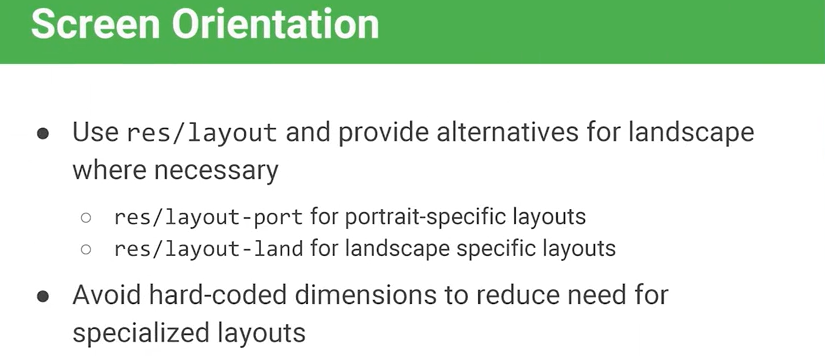 Screen Orientation
● Use res/layout and provide alternatives for landscape
where necessary
○ res/layout-port for portrait-specific layouts
○ res/layout-land for landscape specific layouts
● Avoid hard-coded dimensions to reduce need for
specialized layouts